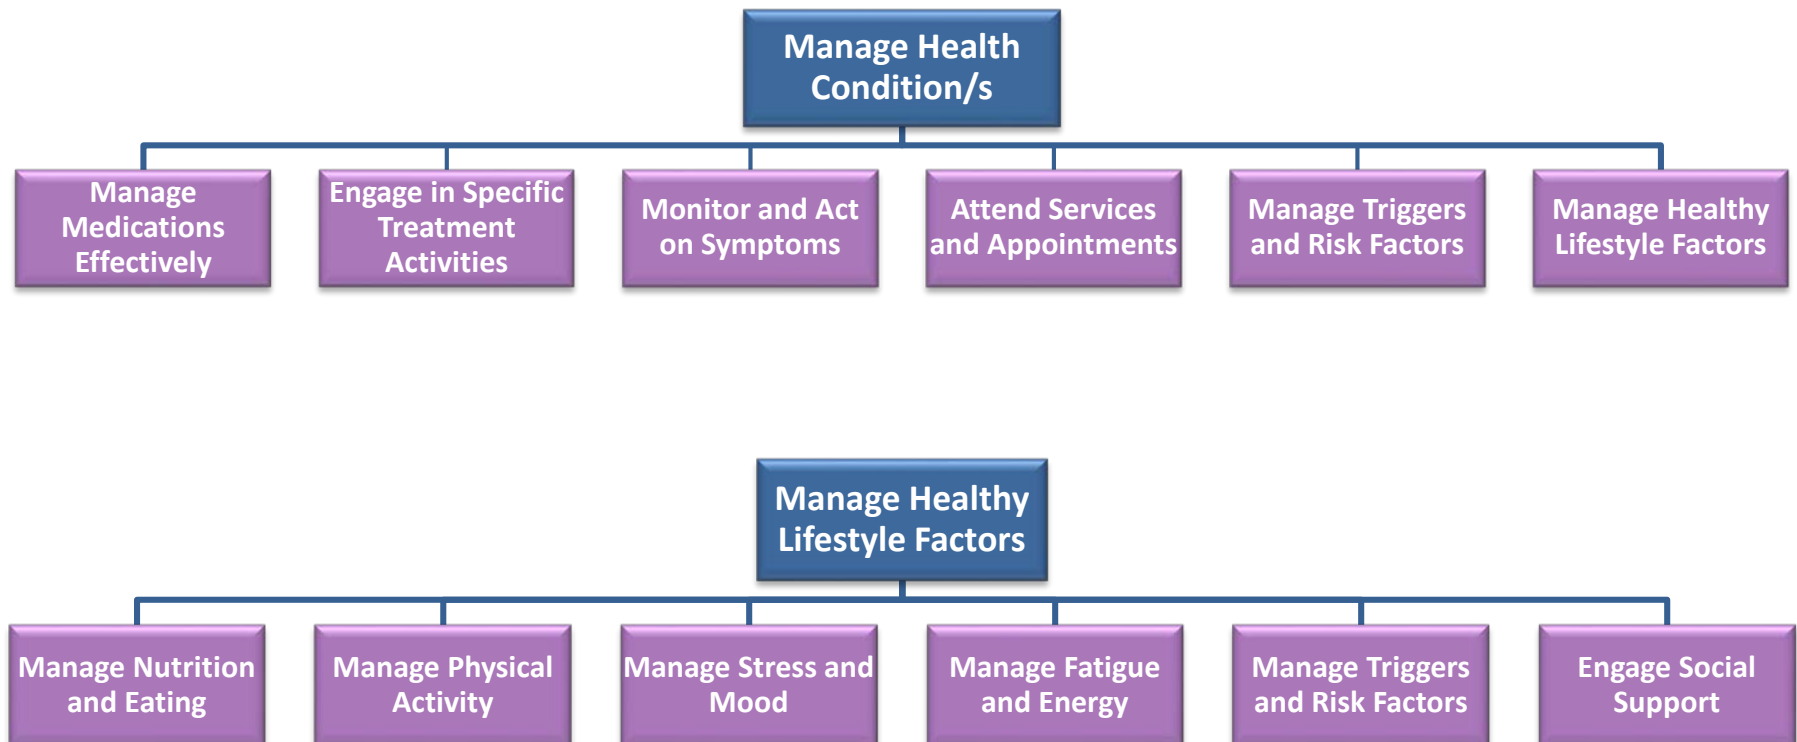 Manage Health
Condition/s
Manage
Medications
Effectively
Engage in Specific
Treatment
Activities
Monitor and Act
on Symptoms
Attend Services
and Appointments
Manage Triggers
and Risk Factors
Manage Healthy
Lifestyle Factors
Manage Healthy
Lifestyle Factors
Manage Nutrition
and Eating
Manage Physical
Activity
Manage Stress and
Mood
Manage Fatigue
and Energy
Manage Triggers
and Risk Factors
Engage Social
Support